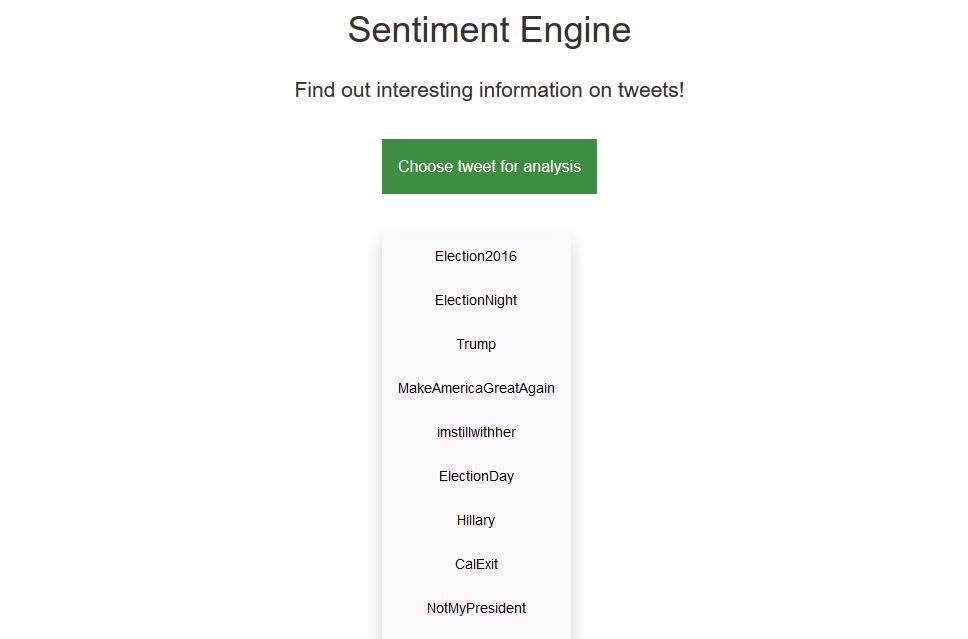 Sentiment Engine
Find out interesting information on tweets!
Choose tweet for analysis
Election2016
ElectionNight
Trump
MakeAmericaGreatAgain
imstillwithher
ElectionDay
Hillary
CalExit
NotMyPresident